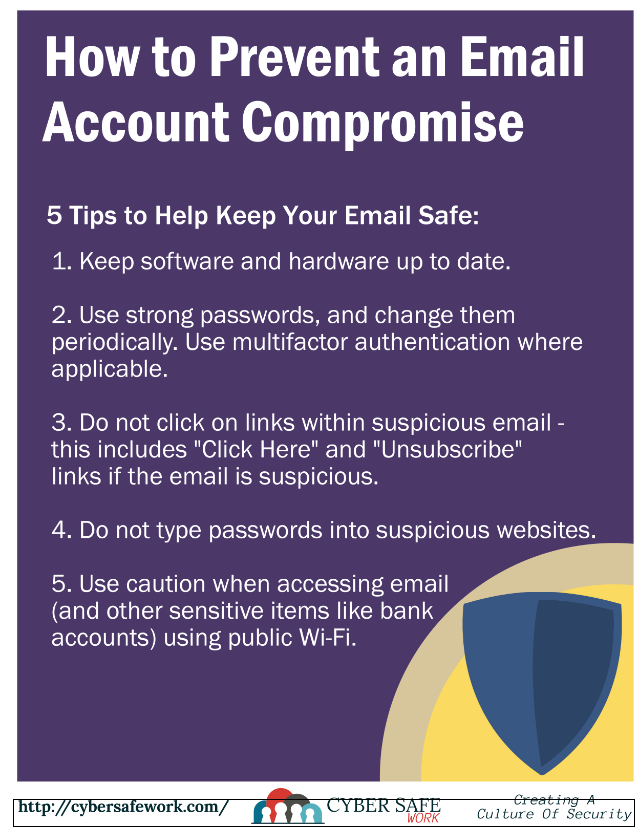 How to Prevent an Email
Account Compromise
5 Tips to Help Keep Your Email Safe:
1. Keep software and hardware up to date.
2. Use strong passwords, and change them
periodically. Use multifactor authentication where
applicable.
3. Do not click on links within suspicious email -
this includes "Click Here" and "Unsubscribe"
links if the email is suspicious.
4. Do not type passwords into suspicious websites.
5. Use caution when accessing email
(and other sensitive items like bank
accounts) using public Wi-Fi.
http://cybersafework.com/
CYBER SAFE
WORK
Creating A
Culture Of Security